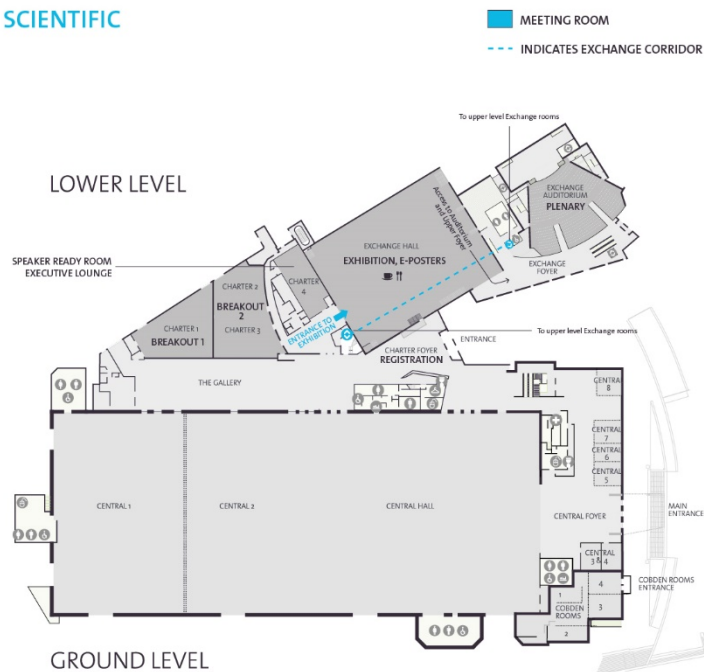 SCIENTIFIC
MEETING ROOM
INDICATES EXCHANGE CORRIDOR
To upper level Exchange rooms
LOWER LEVEL
EXCHANGE
AUDITORIUM
PLENARY
Access to Auditorium
and Upper Foyer
EXCHANGE HALL
EXHIBITION, E-POSTERS
EXCHANGE
FOYER
SPEAKER READY ROOM
EXECUTIVE LOUNGE
CHARTER
4
CHARTER 2
BREAKOUT
2
CHARTER 3
CHARTER 1
BREAKOUT 1
ENTRANCE TO
EXHIBITION
To upper level Exchange rooms
CHARTER FOYER
REGISTRATION
ENTRANCE
THE GALLERY
CENTRAL
8
CENTRAL
7
CENTRAL
6
CENTRAL
5
CENTRAL 1
CENTRAL 2
CENTRAL HALL
CENTRAL FOYER
MAIN
ENTRANCE
CENTRAL
3 & 4
COBDEN ROOMS
ENTRANCE
1
4
COBDEN
ROOMS
3
2
GROUND LEVEL